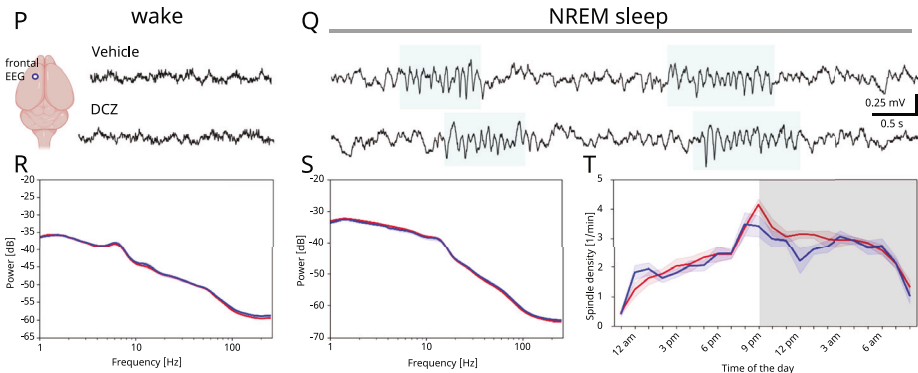 P wake
Q NREM sleep
frontal
EEG
Vehicle
DCZ
0.25 mV
0.5 s
R
-20
-25
-30
-35
-40
-45
-50
-55
-60
-65
Power [dB]
1 10 100
Frequency [Hz]
S
-20
-30
-40
-50
-60
-70
Power [dB]
1 10 100
Frequency [Hz]
T
5
4
3
2
1
0
Spindle density [1/min]
12 am 3 pm 6 pm 9 pm 12 pm 3 am 6 am
Time of the day